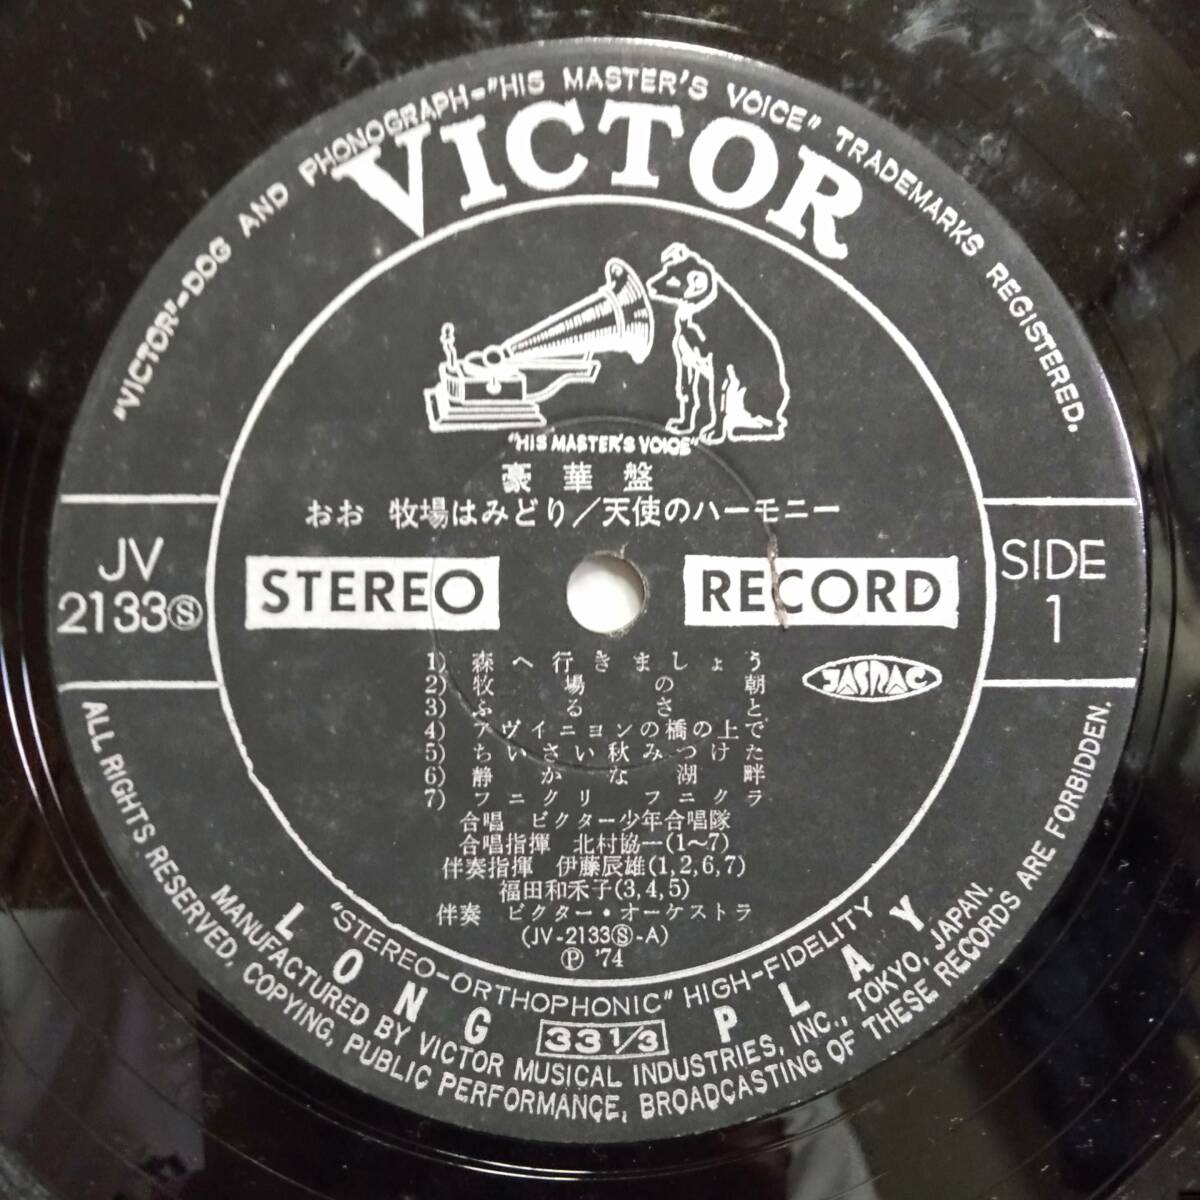 "VICTOR"-DOG AND PHONOGRAPH-"HIS MASTER'S VOICE" TRADEMARKS REGISTERED.
VICTOR
"HIS MASTER'S VOICE"
豪華盤
おお 牧場はみどり/天使のハーモニー
JV
2133Ⓢ
STEREO RECORD
SIDE
1
1) 森へ行きましょう
2) 牧場の朝
3) ふるさと
4) アヴィニヨンの橋の上で
5) ちいさい秋みつけた
6) 静かな湖畔
7) フニクリ フニクラ
JASRAC
合唱 ビクター少年合唱隊
合唱指揮 北村協一(1〜7)
伴奏指揮 伊藤辰雄(1,2,6,7)
福田和禾子(3,4,5)
伴奏 ビクター・オーケストラ
(JV-2133Ⓢ-A)
Ⓟ '74
"STEREO-ORTHOPHONIC" HIGH-FIDELITY
LONG 33 1/3 PLAY
MANUFACTURED BY VICTOR MUSICAL INDUSTRIES, INC., TOKYO, JAPAN.
ALL RIGHTS RESERVED, COPYING, PUBLIC PERFORMANCE, BROADCASTING OF THESE RECORDS ARE FORBIDDEN.